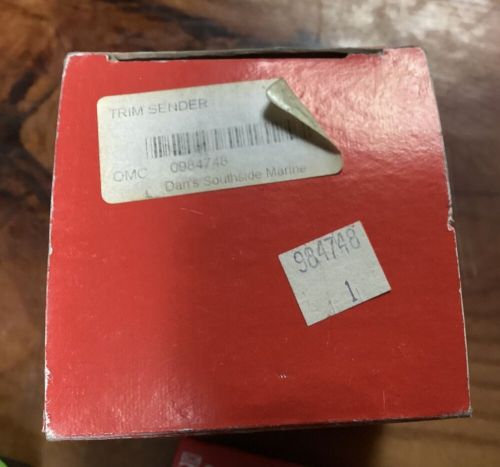 TRIM SENDER
OMC 0984748
Dan's Southside Marine
984748
1